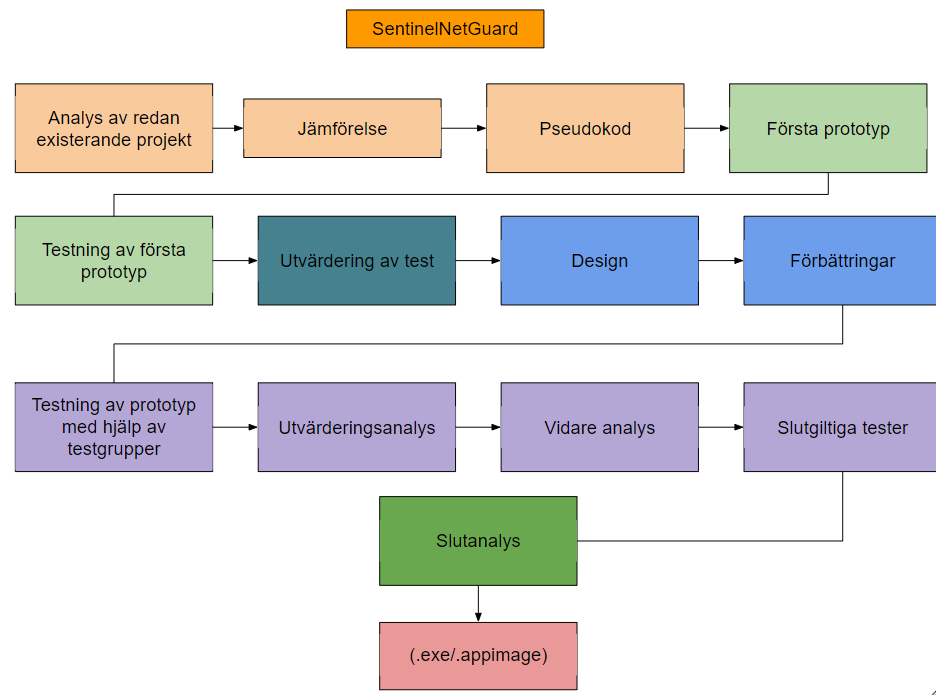 SentinelNetGuard
Analys av redan
existerande projekt
Jämförelse
Pseudokod
Första prototyp
Testning av första
prototyp
Utvärdering av test
Design
Förbättringar
Testning av prototyp
med hjälp av
testgrupper
Utvärderingsanalys
Vidare analys
Slutgiltiga tester
Slutanalys
(.exe/.appimage)